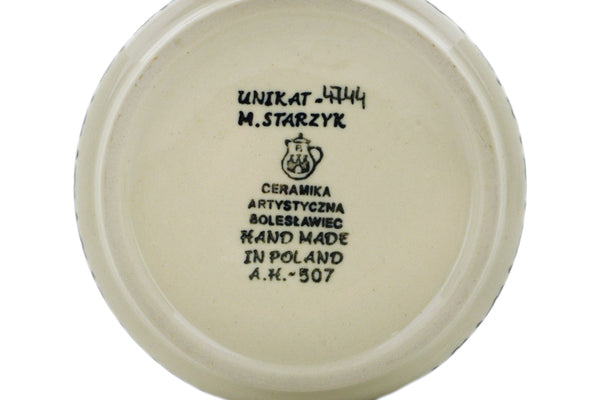 UNIKAT-4744
M.STARZYK
CERAMIKA
ARTYSTYCZNA
BOLESŁAWIEC
HAND MADE
IN POLAND
A.H.-507